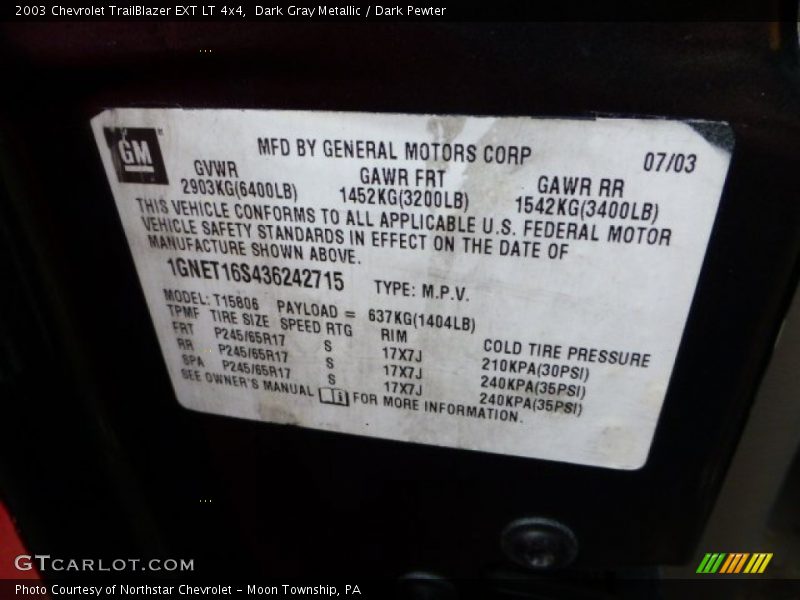 2003 Chevrolet TrailBlazer EXT LT 4x4,  Dark Gray Metallic / Dark Pewter
GM
MFD BY GENERAL MOTORS CORP
07/03
GVWR GAWR FRT GAWR RR
2903KG(6400LB) 1452KG(3200LB) 1542KG(3400LB)
THIS VEHICLE CONFORMS TO ALL APPLICABLE U.S. FEDERAL MOTOR
VEHICLE SAFETY STANDARDS IN EFFECT ON THE DATE OF
MANUFACTURE SHOWN ABOVE.
1GNET16S436242715 TYPE: M.P.V.
MODEL: T15806 PAYLOAD = 637KG(1404LB)
TPMF TIRE SIZE SPEED RTG RIM COLD TIRE PRESSURE
FRT P245/65R17 S 17X7J 210KPA(30PSI)
RR P245/65R17 S 17X7J 240KPA(35PSI)
SPA P245/65R17 S 17X7J 240KPA(35PSI)
SEE OWNER'S MANUAL i FOR MORE INFORMATION.
GTCARLOT.COM
Photo Courtesy of Northstar Chevrolet - Moon Township, PA